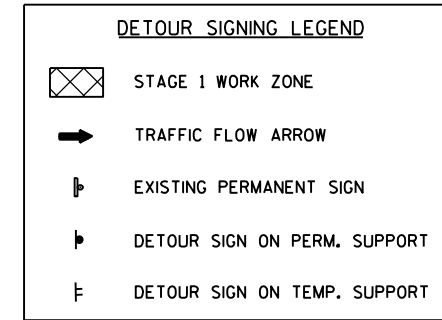 DETOUR SIGNING LEGEND
STAGE 1 WORK ZONE
TRAFFIC FLOW ARROW
EXISTING PERMANENT SIGN
DETOUR SIGN ON PERM. SUPPORT
DETOUR SIGN ON TEMP. SUPPORT